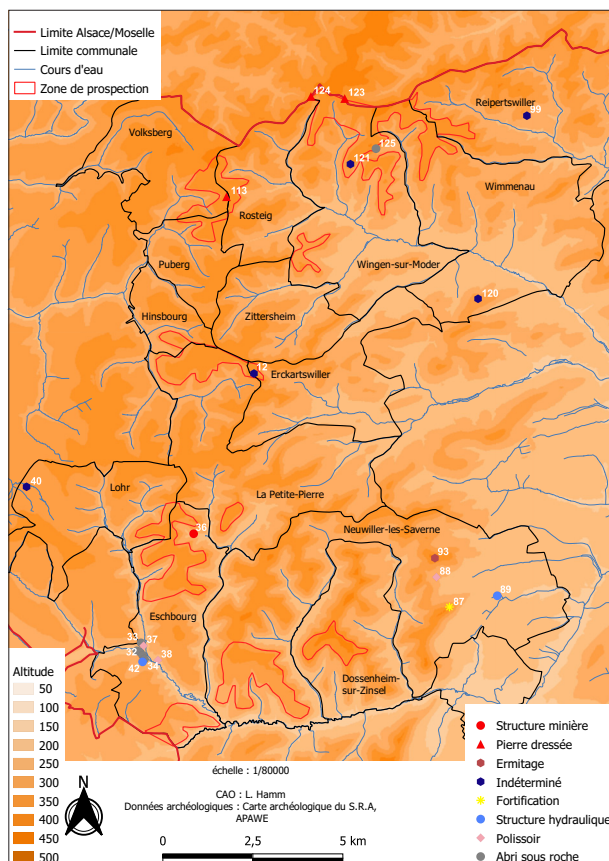 Limite Alsace/Moselle
Limite communale
Cours d'eau
Zone de prospection
124
123
Reipertswiller
99
Volksberg
125
121
Wimmenau
113
Rosteig
Puberg
Wingen-sur-Moder
120
Hinsbourg
Zittersheim
12
Erckartswiller
40
Lohr
La Petite-Pierre
36
Neuwiller-les-Saverne
93
88
89
87
Eschbourg
33
37
32
38
34
42
Dossenheim-
sur-Zinsel
Altitude
50
100
150
200
250
300
350
400
450
500
N
échelle : 1/80000
CAO : L. Hamm
Données archéologiques : Carte archéologique du S.R.A,
APAWE
0
2,5
5 km
Structure minière
Pierre dressée
Ermitage
Indéterminé
Fortification
Structure hydraulique
Polissoir
Abri sous roche